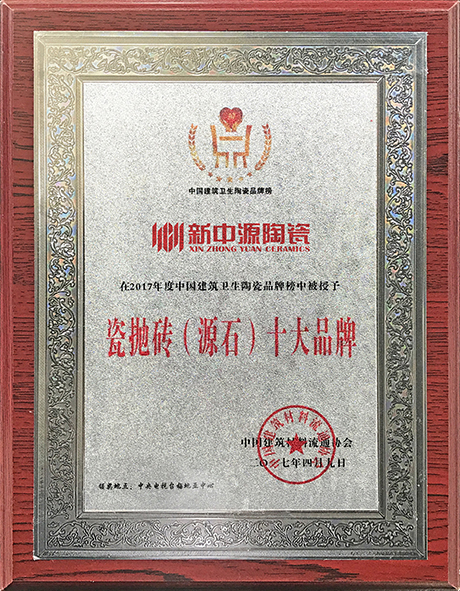 中国建筑卫生陶瓷品牌榜
新中源陶瓷
XIN ZHONG YUAN CERAMICS
在2017年度中国建筑卫生陶瓷品牌榜中被授予
瓷抛砖（源石）十大品牌
中国建筑材料流通协会
二〇一七年四月九日
颁奖地点：中央电视台梅地亚中心